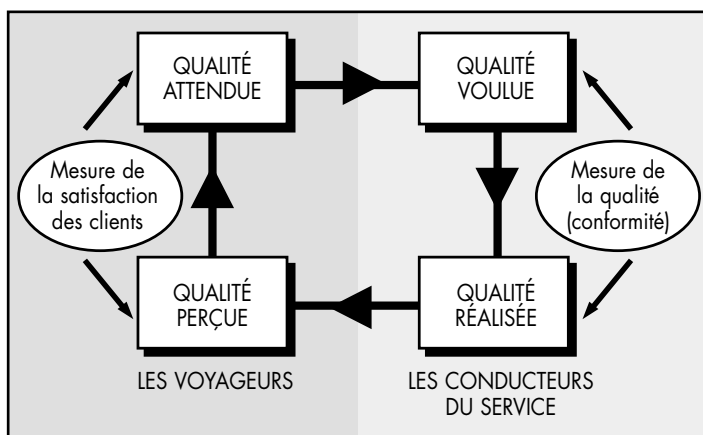 QUALITÉ
ATTENDUE
QUALITÉ
VOULUE
Mesure de
la satisfaction
des clients
Mesure de
la qualité
(conformité)
QUALITÉ
PERÇUE
QUALITÉ
RÉALISÉE
LES VOYAGEURS
LES CONDUCTEURS
DU SERVICE